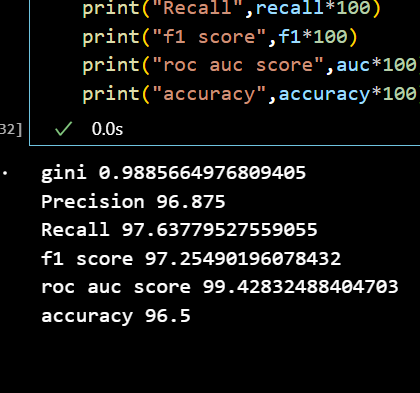 print("Recall",recall*100)
print("f1 score",f1*100)
print("roc auc score",auc*100
print("accuracy",accuracy*100
32] ✓ 0.0s
gini 0.9885664976809405
Precision 96.875
Recall 97.63779527559055
f1 score 97.25490196078432
roc auc score 99.42832488404703
accuracy 96.5